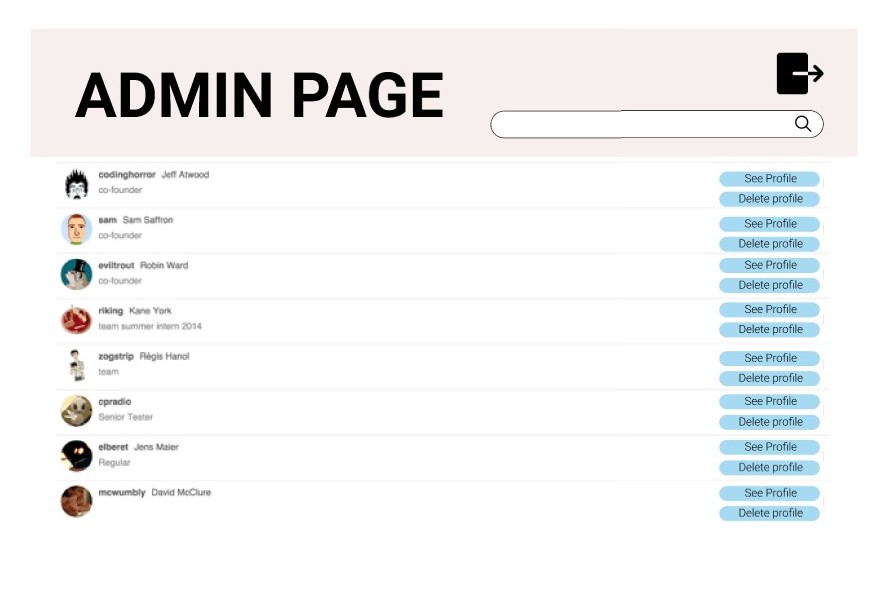 ADMIN PAGE
codinghorror Jeff Atwood
co-founder
See Profile
Delete profile
sam Sam Saffron
co-founder
See Profile
Delete profile
eviltrout Robin Ward
co-founder
See Profile
Delete profile
riking Kane York
team summer intern 2014
See Profile
Delete profile
zogstrip Régis Hanol
team
See Profile
Delete profile
cpradio
Senior Tester
See Profile
Delete profile
elberet Jens Maier
Regular
See Profile
Delete profile
mcwumbly David McClure
See Profile
Delete profile